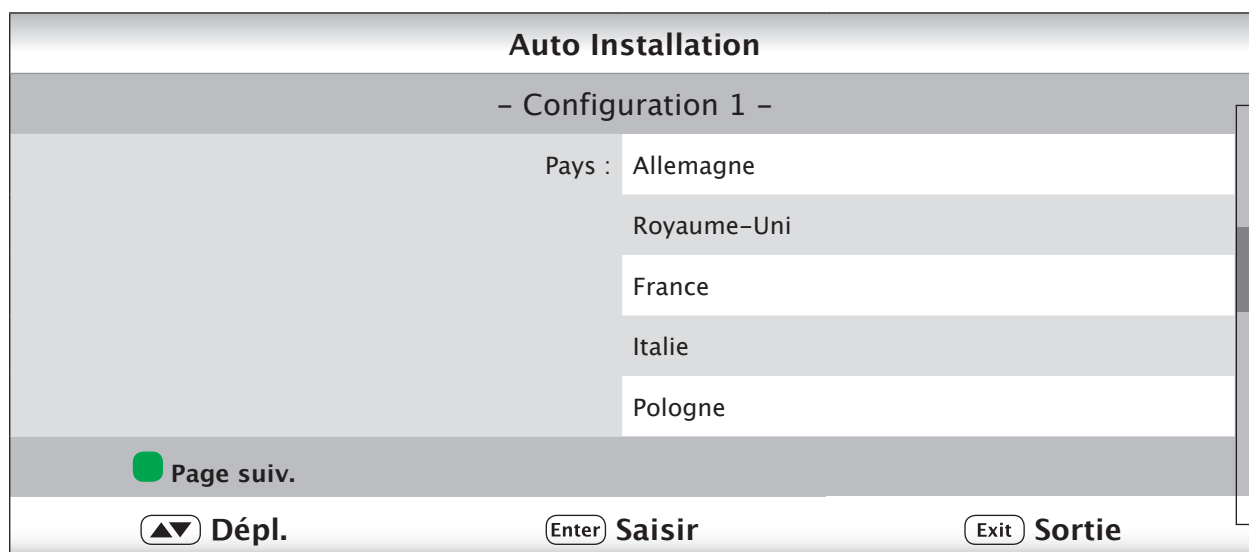 Auto Installation
– Configuration 1 –
Pays : Allemagne
Royaume-Uni
France
Italie
Pologne
Page suiv.
Dépl. Enter Saisir Exit Sortie